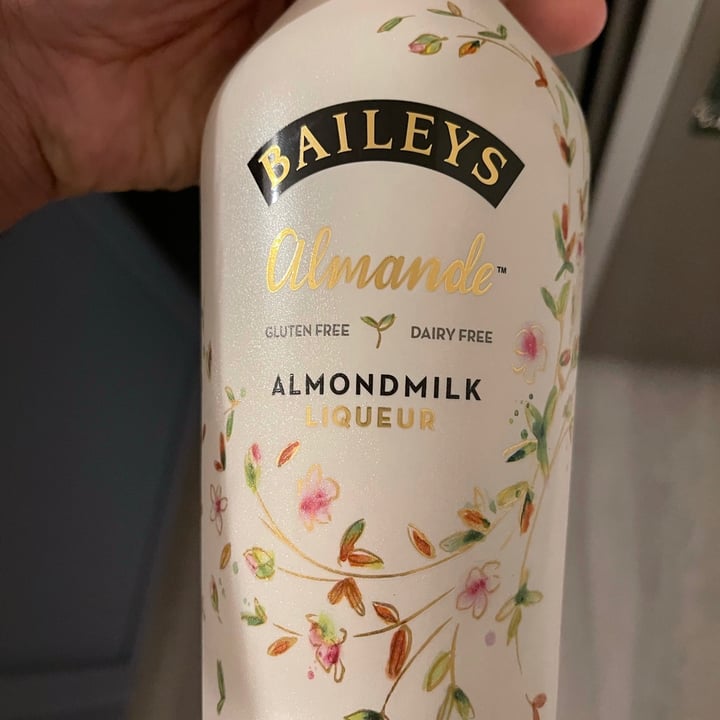 BAILEYS
Almande™
GLUTEN FREE DAIRY FREE
ALMONDMILK
LIQUEUR